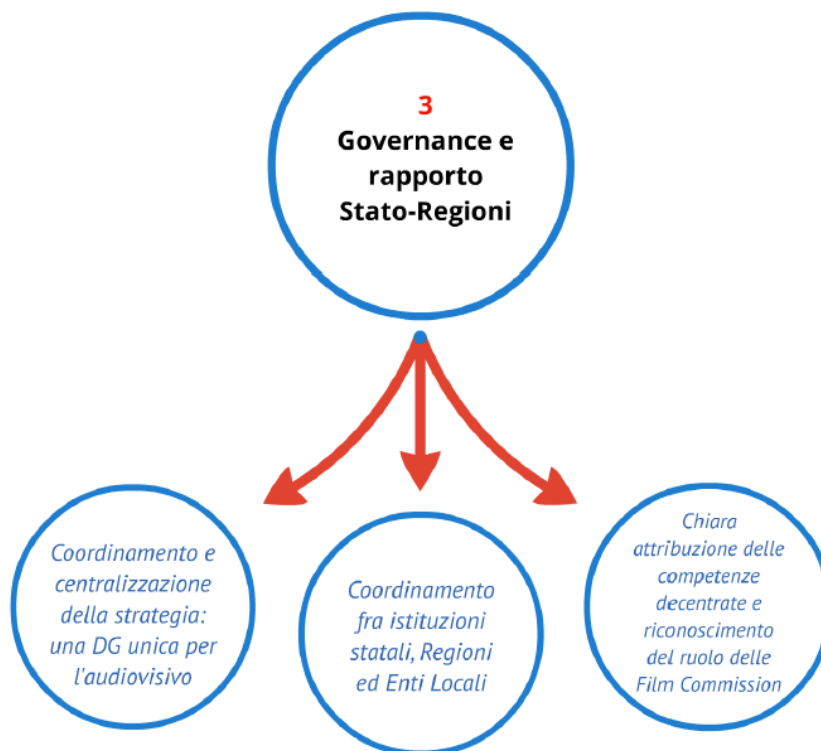 3
Governance e
rapporto
Stato-Regioni
Coordinamento e
centralizzazione
della strategia:
una DG unica per
l'audiovisivo
Coordinamento
fra istituzioni
statali, Regioni
ed Enti Locali
Chiara
attribuzione delle
competenze
decentrate e
riconoscimento
del ruolo delle
Film Commission